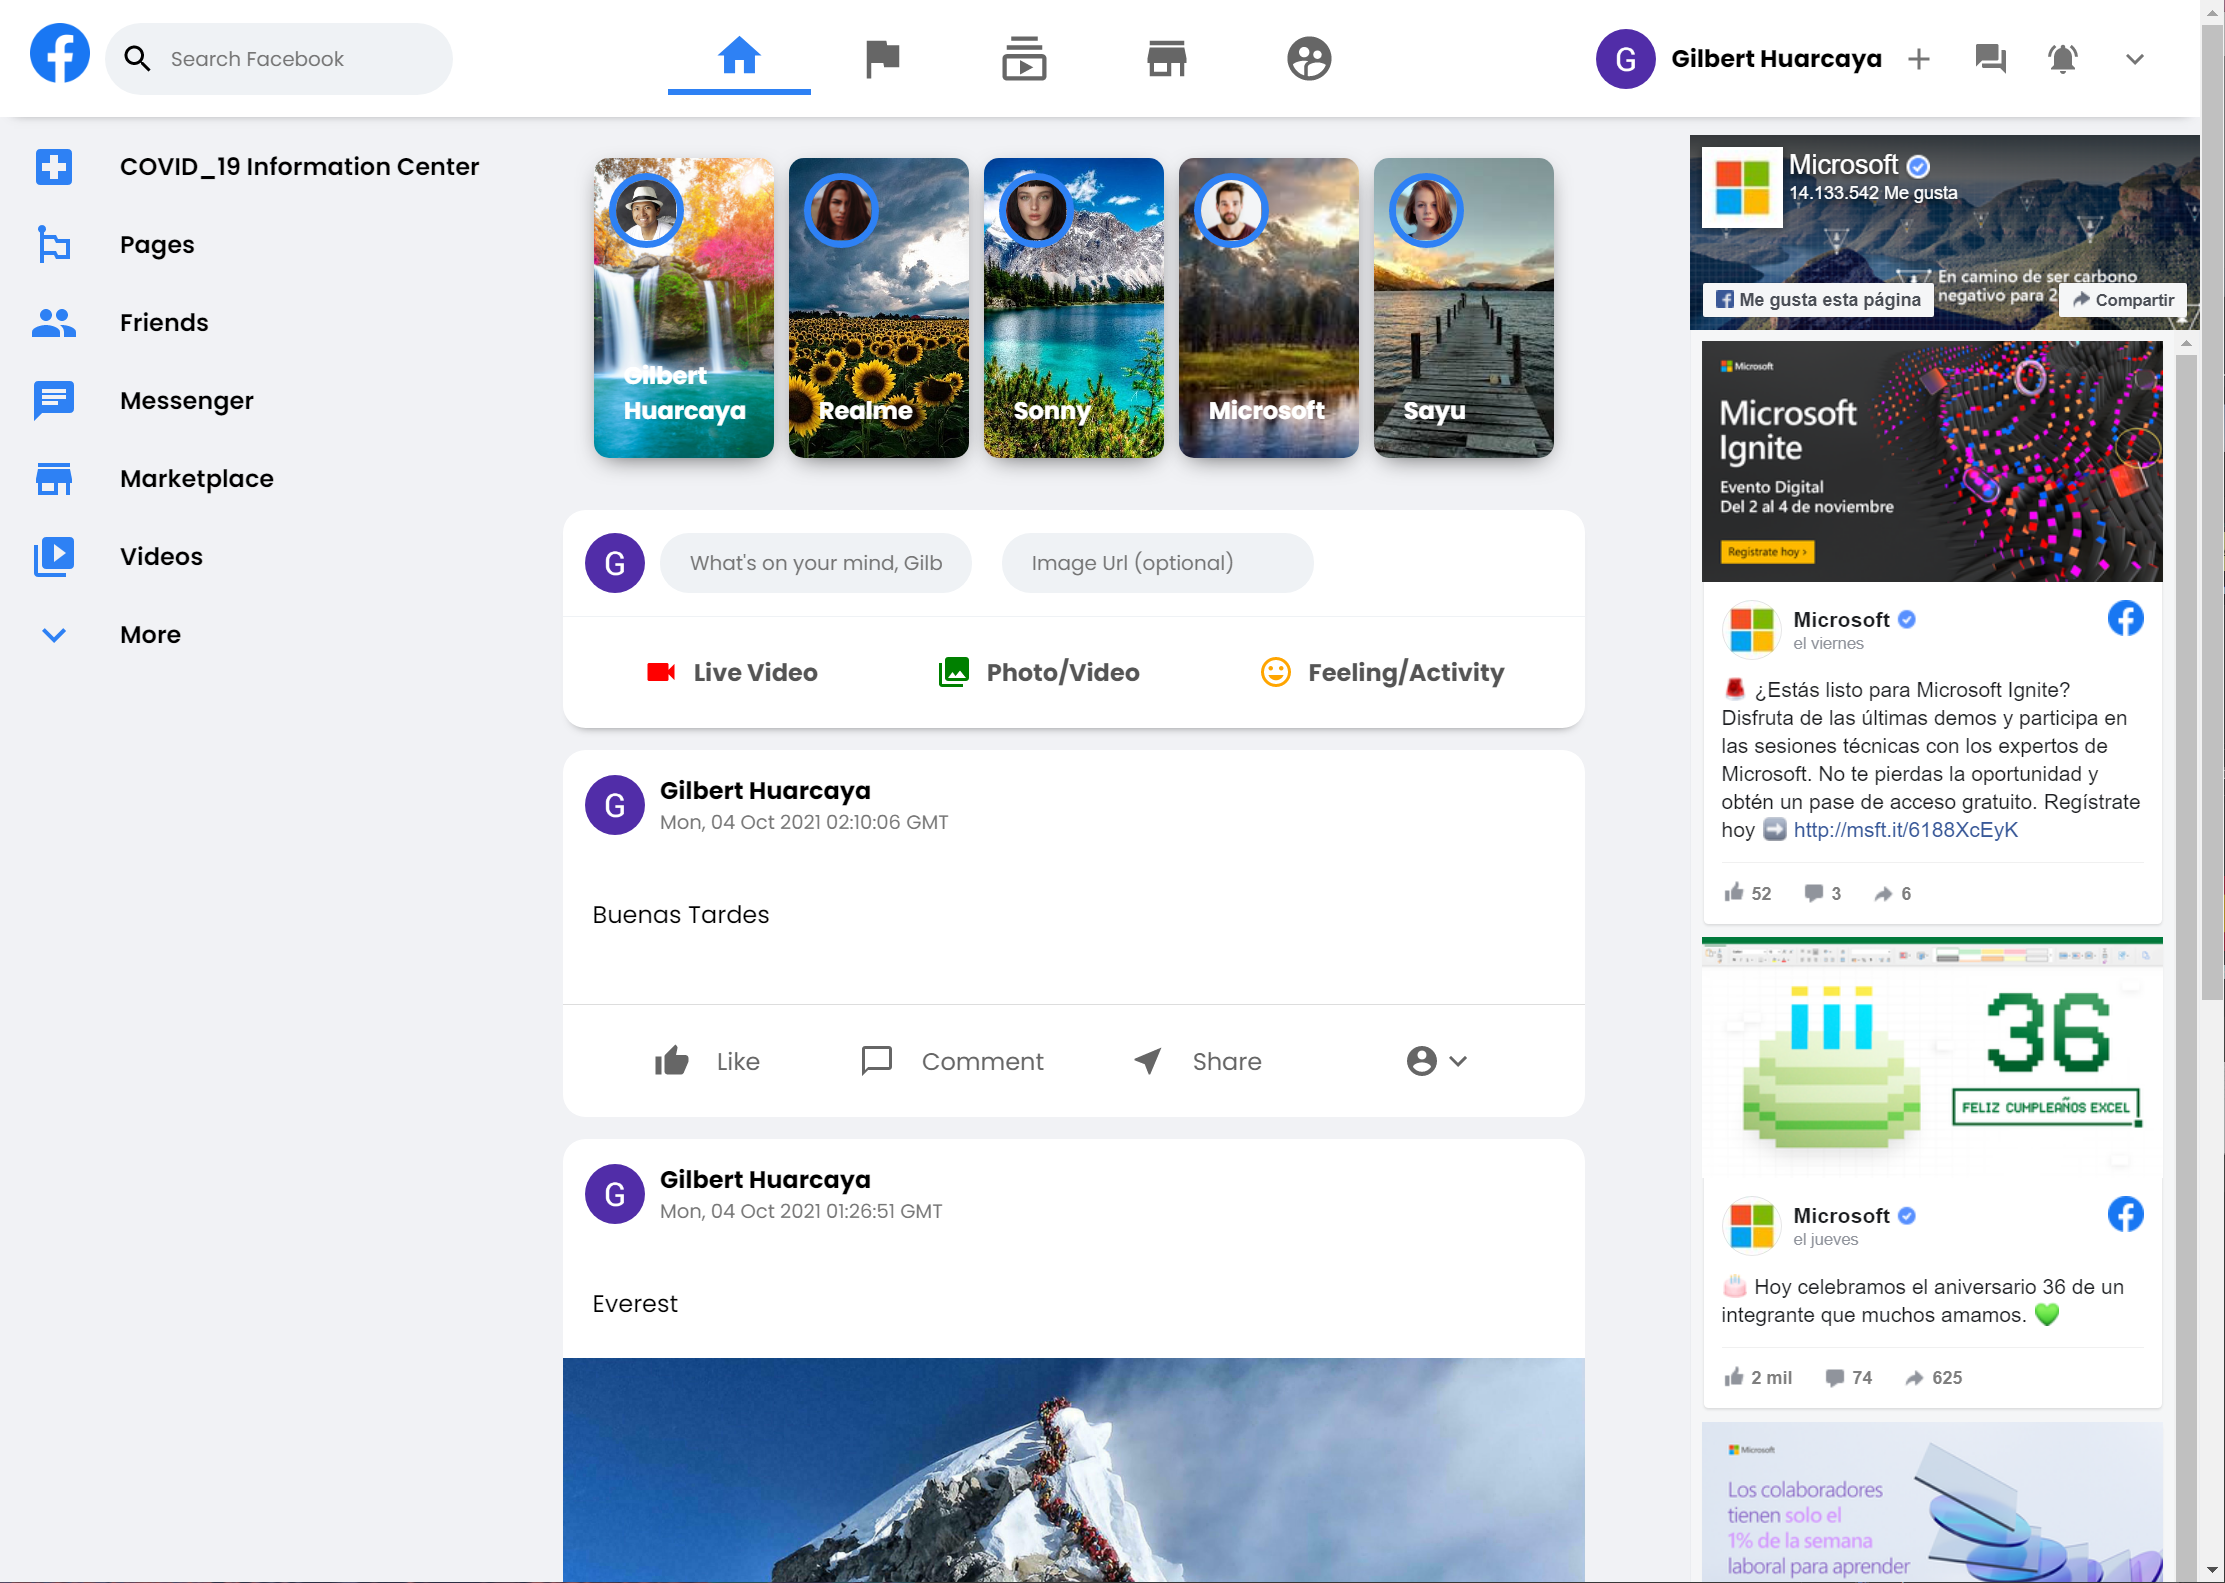 Search Facebook
G
Gilbert Huarcaya
COVID_19 Information Center
Pages
Friends
Messenger
Marketplace
Videos
More
Gilbert
Huarcaya
Realme
Sonny
Microsoft
Sayu
G
What's on your mind, Gilb
Image Url (optional)
Live Video
Photo/Video
Feeling/Activity
G
Gilbert Huarcaya
Mon, 04 Oct 2021 02:10:06 GMT
Buenas Tardes
Like
Comment
Share
G
Gilbert Huarcaya
Mon, 04 Oct 2021 01:26:51 GMT
Everest
Microsoft
14.133.542 Me gusta
En camino de ser carbono
negativo para 2
Me gusta esta página
Compartir
Microsoft
Microsoft
Ignite
Evento Digital
Del 2 al 4 de noviembre
Regístrate hoy >
Microsoft
el viernes
🚨 ¿Estás listo para Microsoft Ignite?
Disfruta de las últimas demos y participa en
las sesiones técnicas con los expertos de
Microsoft. No te pierdas la oportunidad y
obtén un pase de acceso gratuito. Regístrate
hoy ➡️ http://msft.it/6188XcEyK
52 3 6
36
FELIZ CUMPLEAÑOS EXCEL
Microsoft
el jueves
🎂 Hoy celebramos el aniversario 36 de un
integrante que muchos amamos. 💚
2 mil 74 625
Microsoft
Los colaboradores
tienen solo el
1% de la semana
laboral para aprender